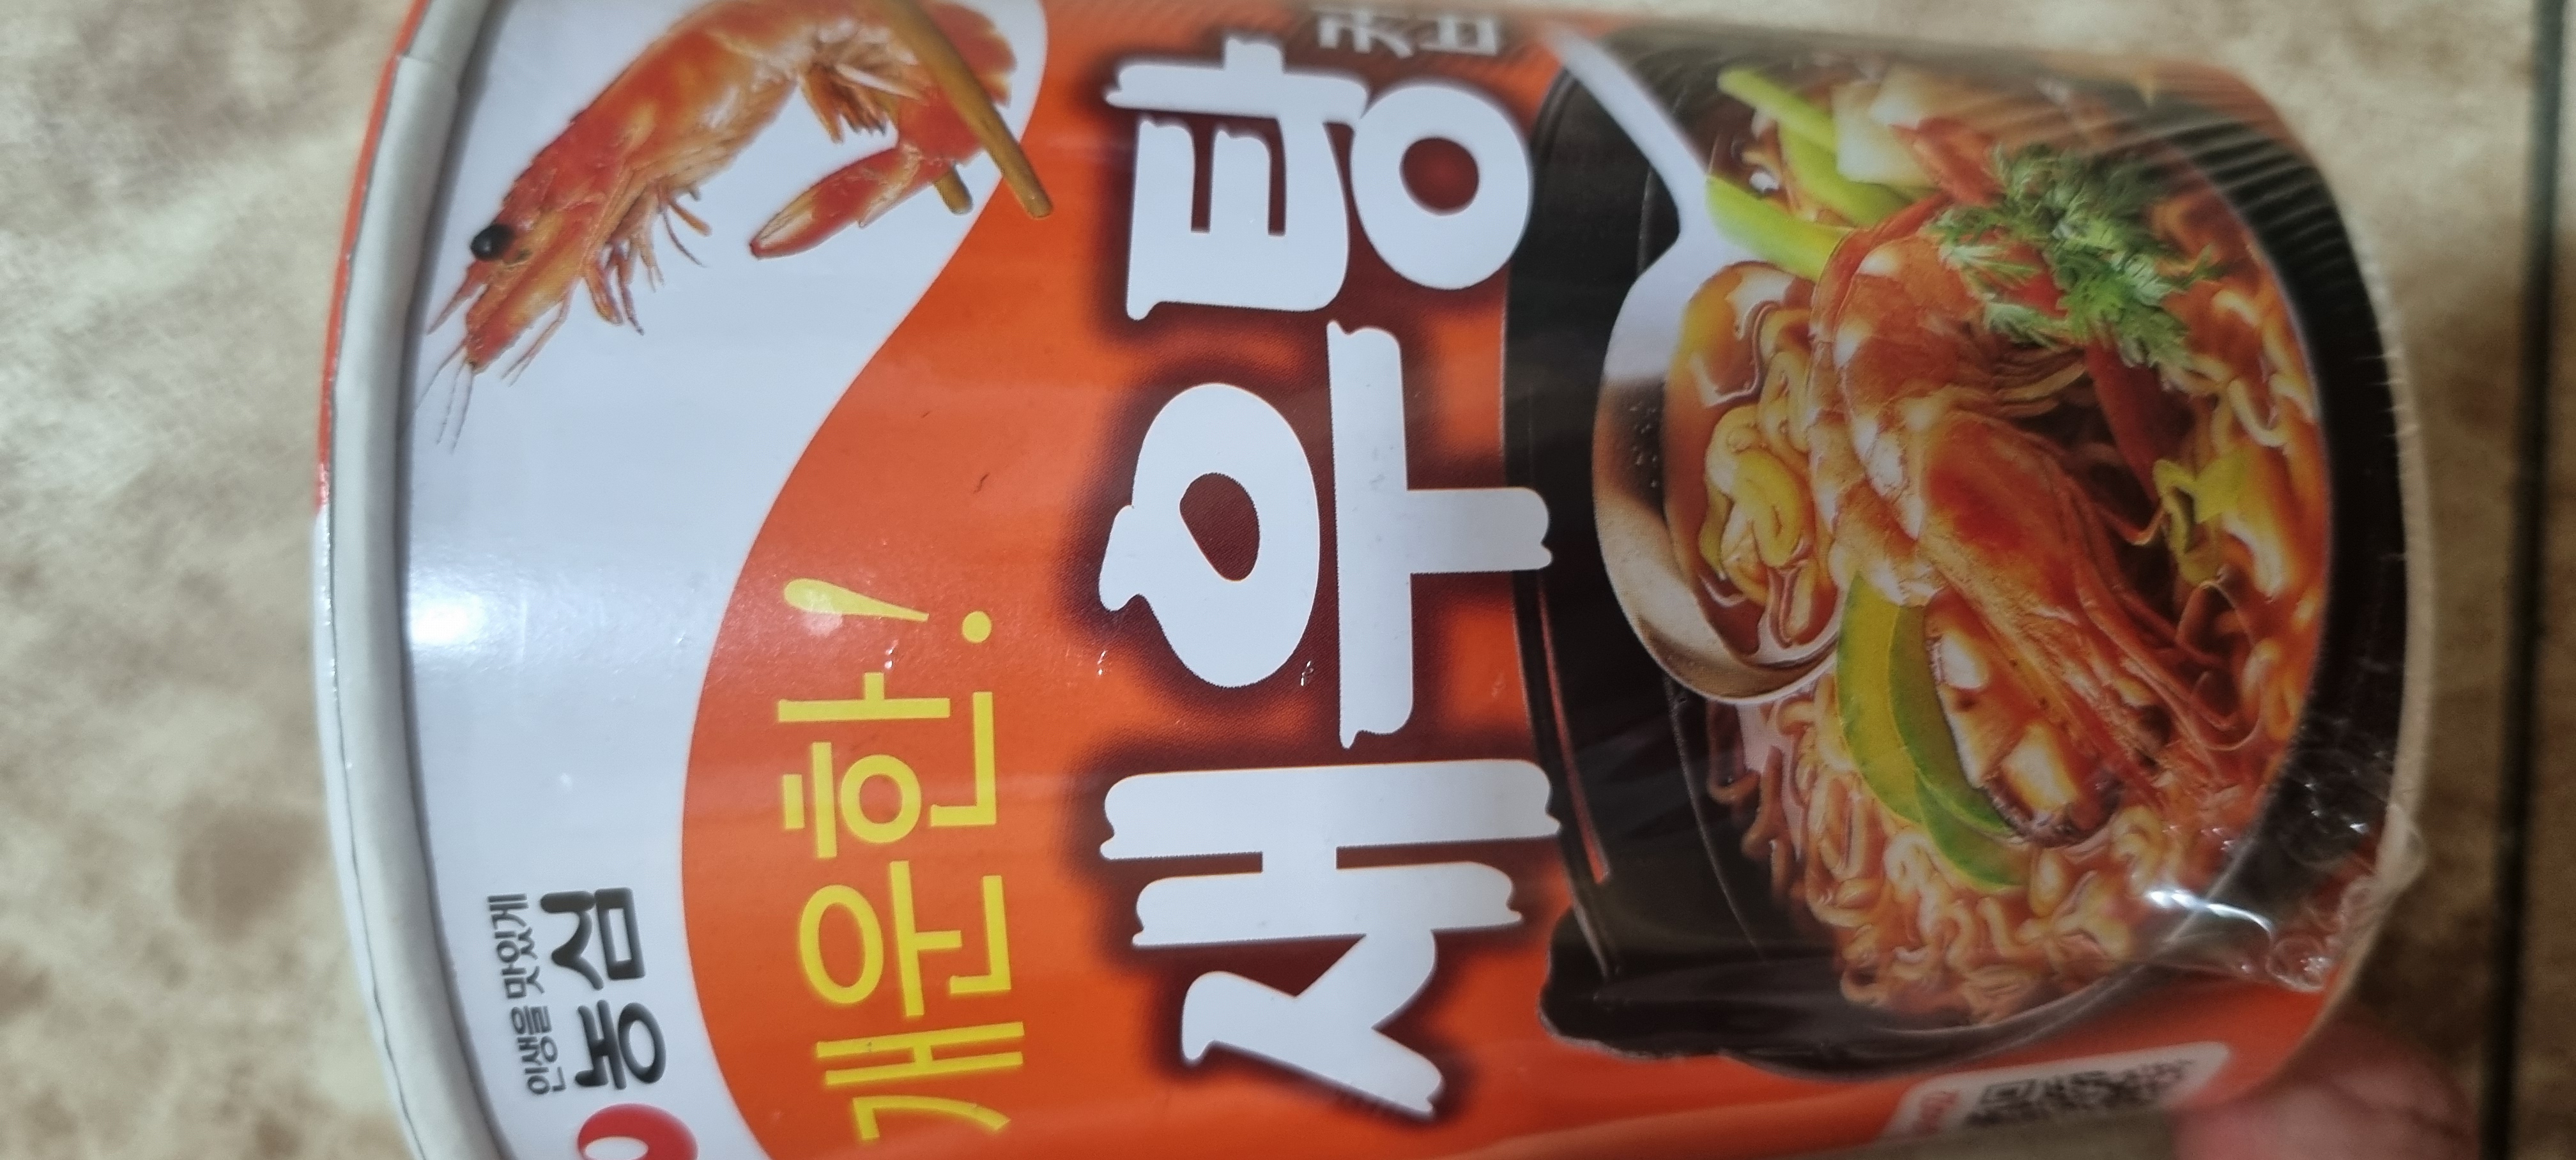 인생을 맛있게
농심
개운한!
새우탕
큰사발